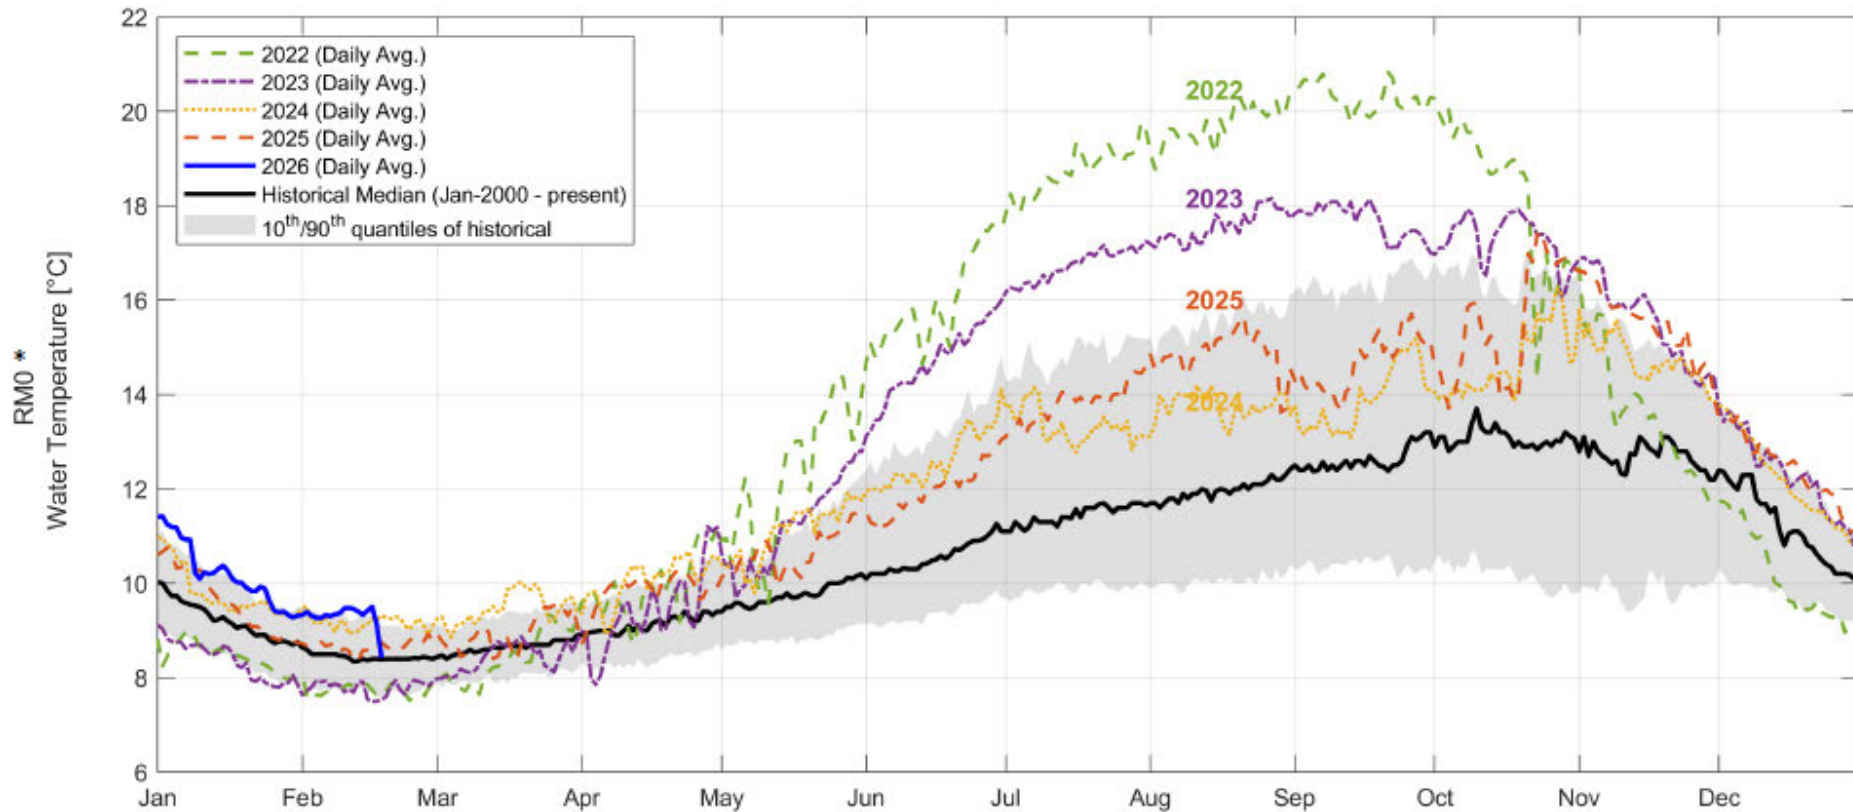 22
20
18
16
14
12
10
8
6
RM0 *
Water Temperature [°C]
2022 (Daily Avg.)
2023 (Daily Avg.)
2024 (Daily Avg.)
2025 (Daily Avg.)
2026 (Daily Avg.)
Historical Median (Jan-2000 - present)
10th/90th quantiles of historical
2022
2023
2025
2024
Jan Feb Mar Apr May Jun Jul Aug Sep Oct Nov Dec